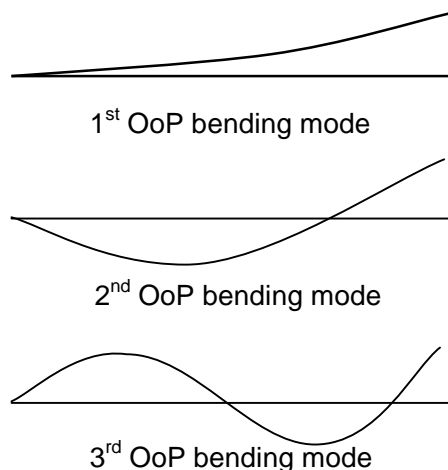 1st OoP bending mode
2nd OoP bending mode
3rd OoP bending mode